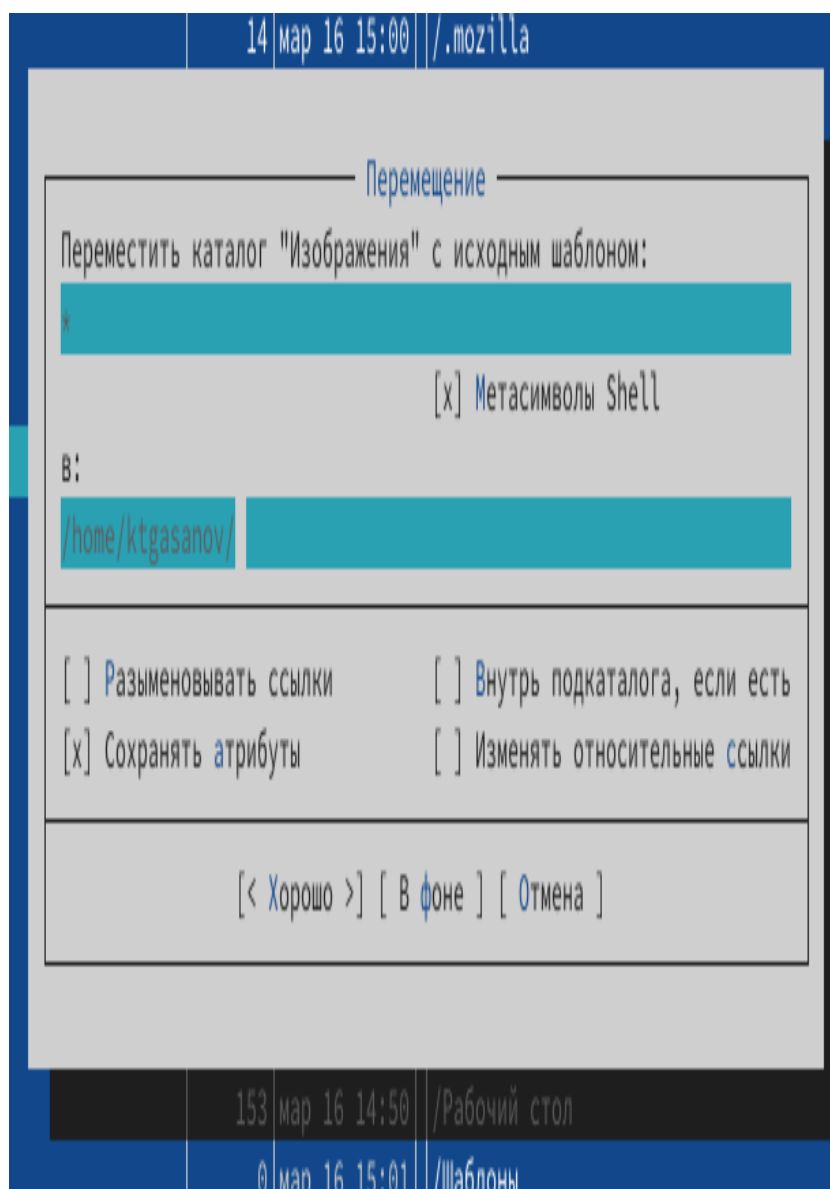 14 мар 16 15:00 /.mozilla
Перемещение
Переместить каталог "Изображения" с исходным шаблоном:
*
[x] Метасимволы Shell
в:
/home/ktgasanov/
[ ] Разыменовывать ссылки [ ] Внутрь подкаталога, если есть
[x] Сохранять атрибуты [ ] Изменять относительные ссылки
[< Хорошо >] [ В фоне ] [ Отмена ]
153 мар 16 14:50 /Рабочий стол
0 мар 16 15:01 /Шаблоны